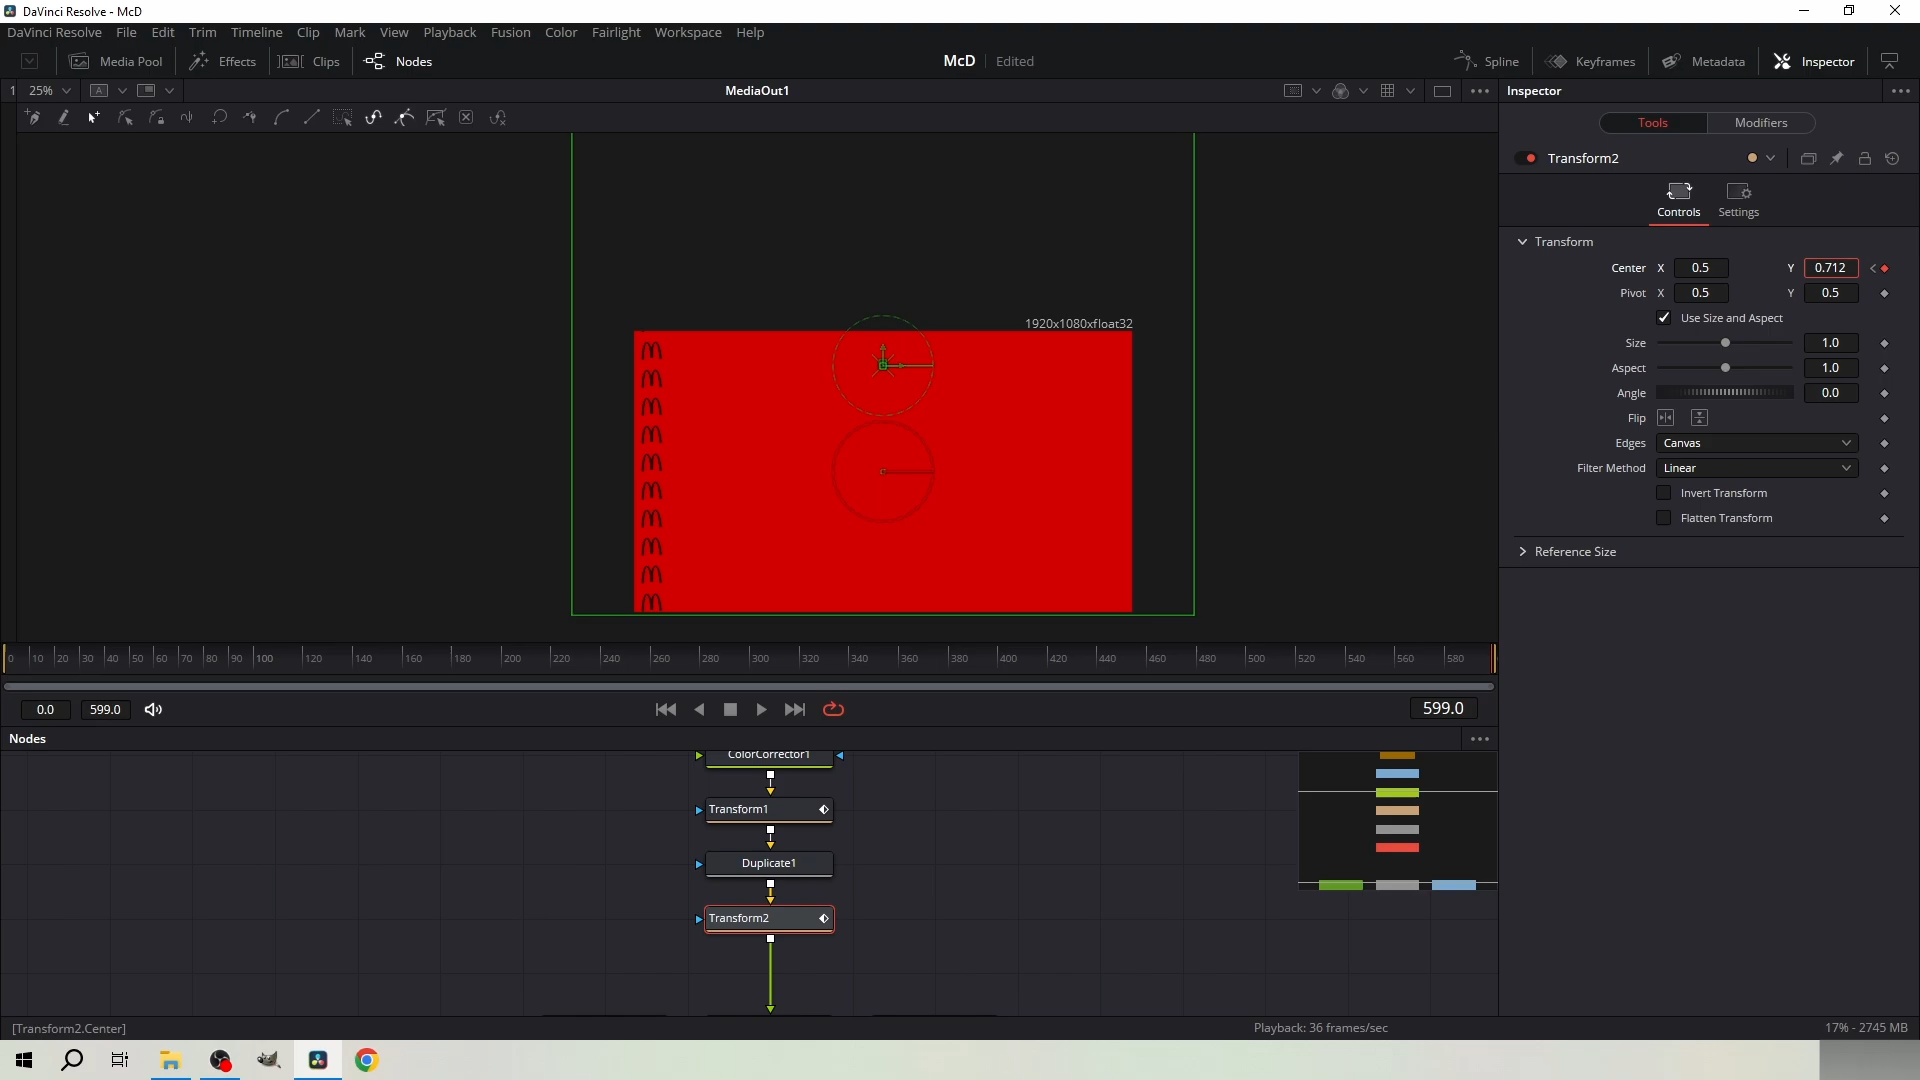 DaVinci Resolve - McD
DaVinci Resolve File Edit Trim Timeline Clip Mark View Playback Fusion Color Fairlight Workspace Help
Media Pool Effects Clips Nodes McD Edited Spline Keyframes Metadata Inspector
1 25% A MediaOut1 Inspector
Tools Modifiers
Transform2
Controls Settings
Transform
Center X 0.5 Y 0.712
Pivot X 0.5 Y 0.5
Use Size and Aspect
Size 1.0
Aspect 1.0
Angle 0.0
Flip
Edges Canvas
Filter Method Linear
Invert Transform
Flatten Transform
Reference Size
1920x1080xfloat32
0 10 20 30 40 50 60 70 80 90 100 120 140 160 180 200 220 240 260 280 300 320 340 360 380 400 420 440 460 480 500 520 540 560 580
0.0 599.0 599.0
Nodes
ColorCorrector1
Transform1
Duplicate1
Transform2
[Transform2.Center] Playback: 36 frames/sec 17% - 2745 MB